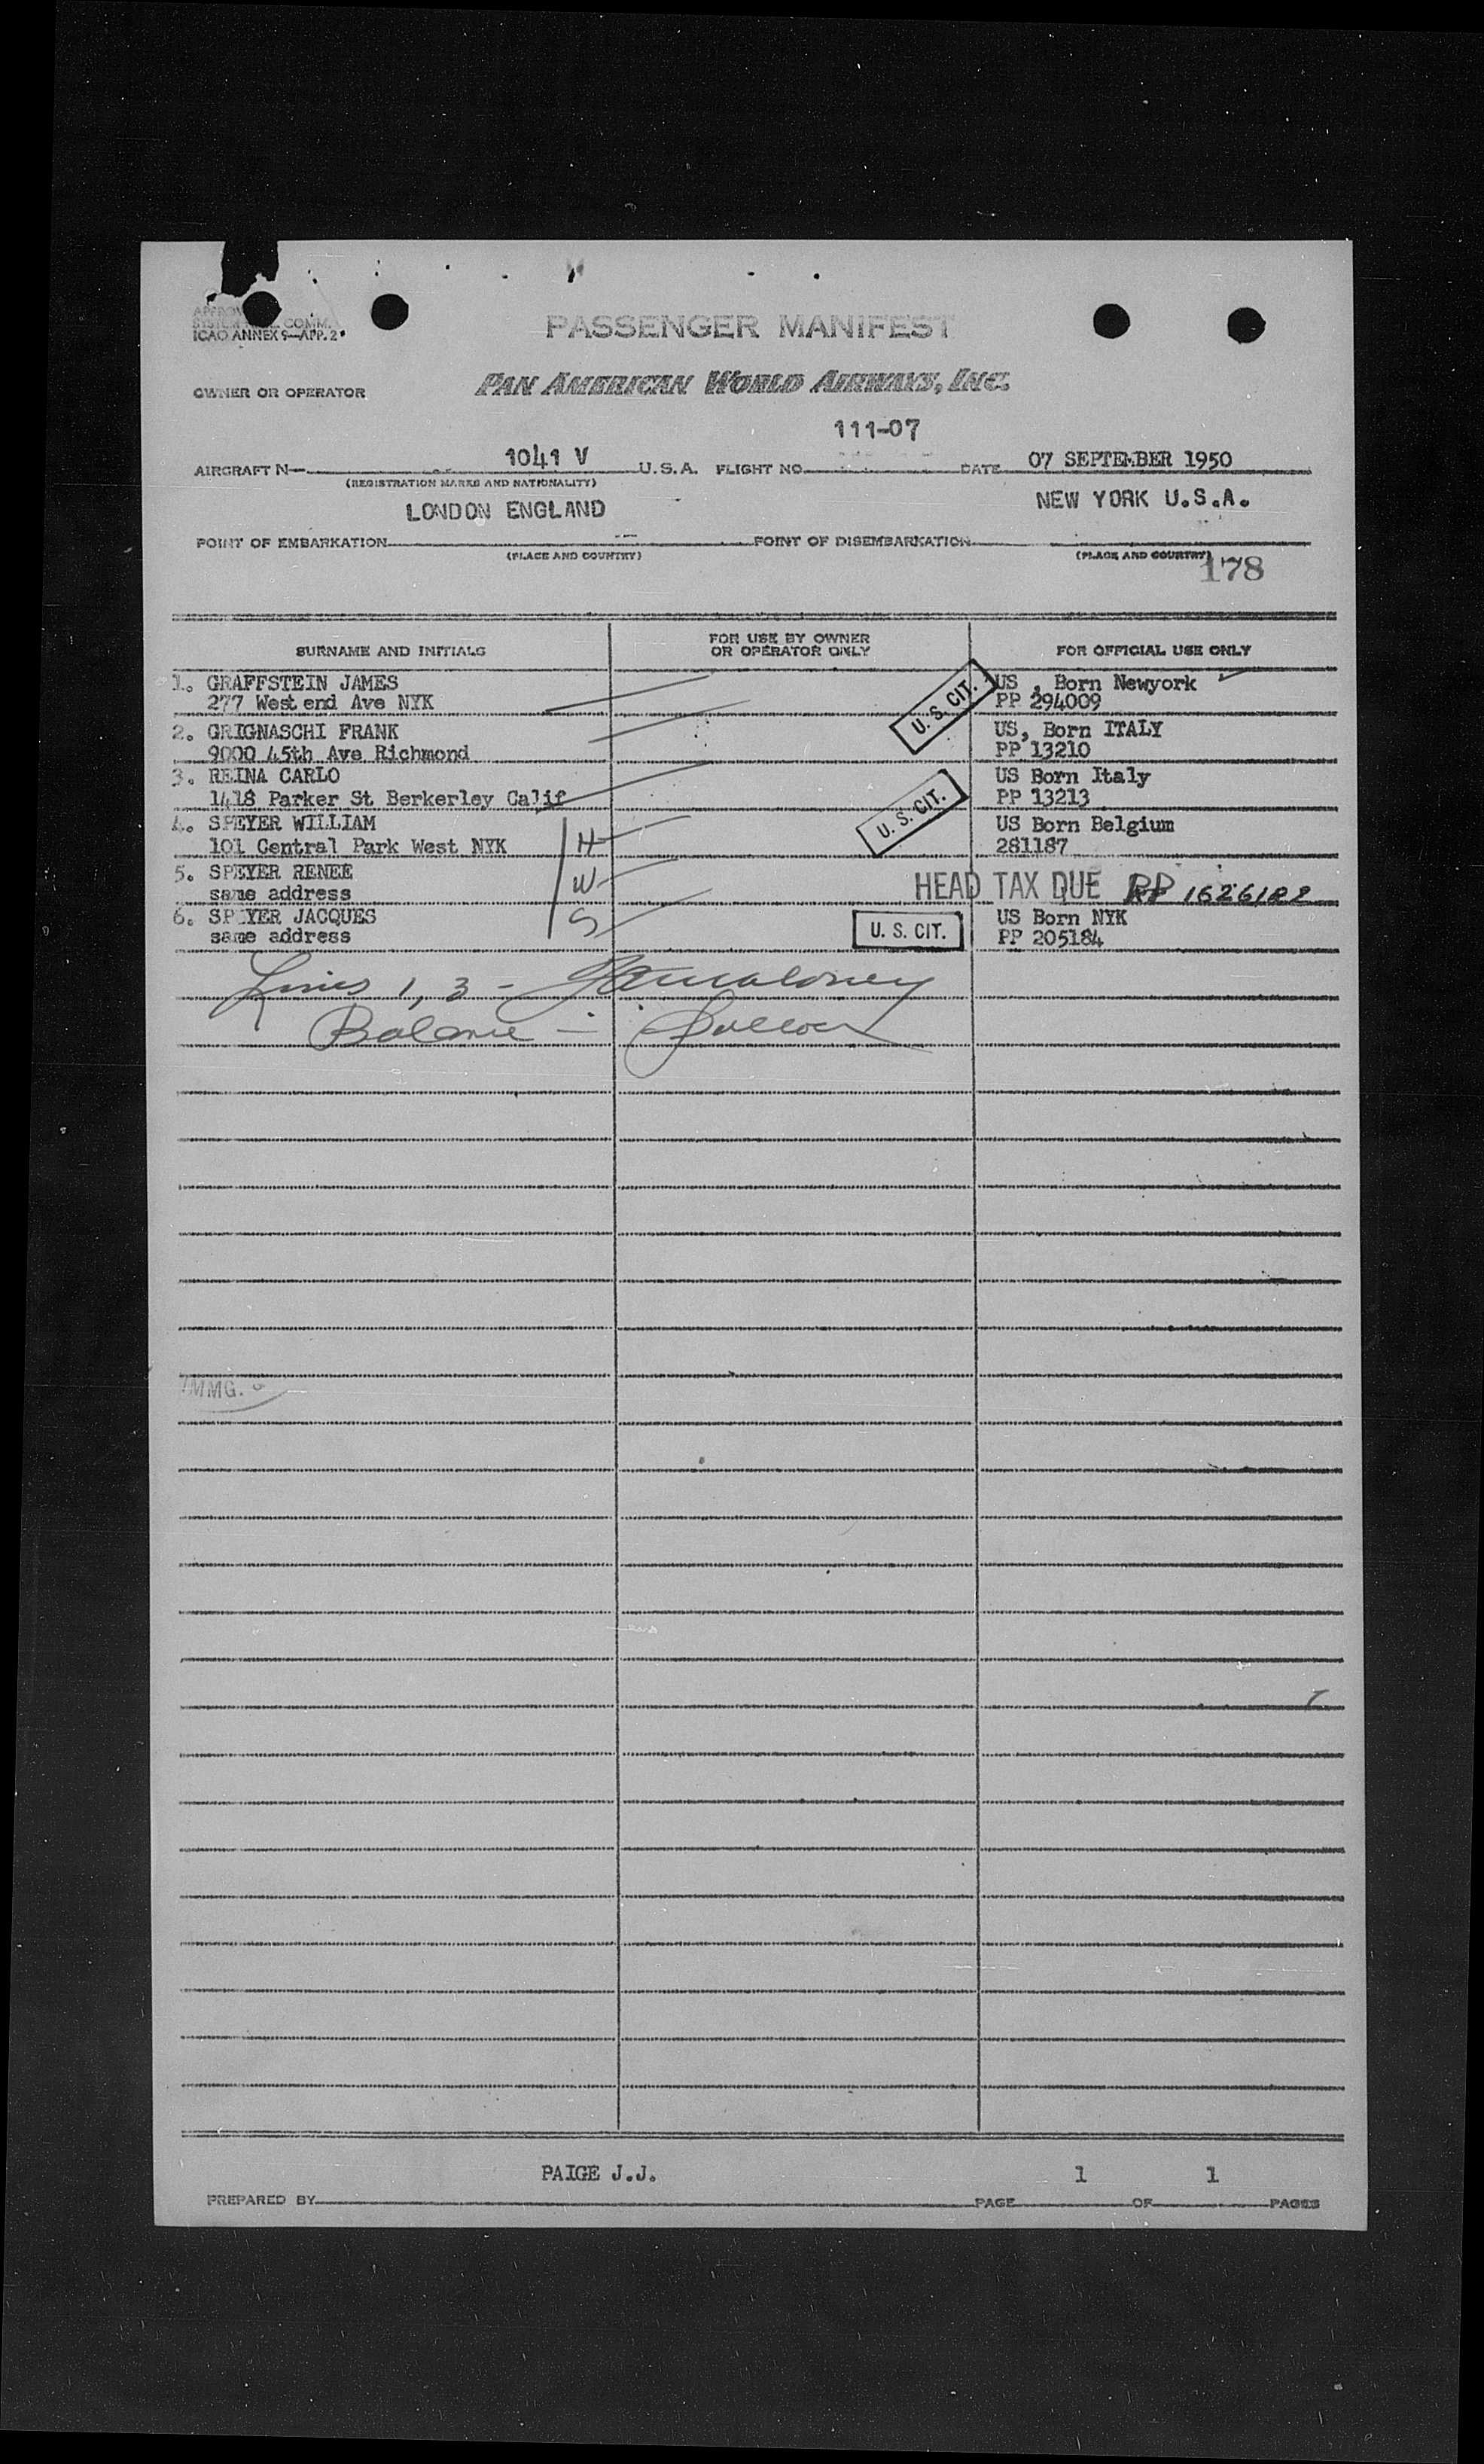 ICAO ANNEX 9—APP. 2
PASSENGER MANIFEST
OWNER OR OPERATOR PAN AMERICAN WORLD AIRWAYS, INC.
111-07
AIRCRAFT N— 1041 V U.S.A. FLIGHT NO. DATE 07 SEPTEMBER 1950
(REGISTRATION MARKS AND NATIONALITY)
LONDON ENGLAND NEW YORK U.S.A.
POINT OF EMBARKATION POINT OF DISEMBARKATION
(PLACE AND COUNTRY) (PLACE AND COUNTRY)
178
SURNAME AND INITIALS FOR USE BY OWNER OR OPERATOR ONLY FOR OFFICIAL USE ONLY
1. GRAFFSTEIN JAMES US , Born Newyork
277 West end Ave NYK U. S. CIT. PP 294009
2. GRIGNASCHI FRANK US, Born ITALY
9000 45th Ave Richmond PP 13210
3. REINA CARLO US Born Italy
1418 Parker St Berkerley Calif U. S. CIT. PP 13213
4. SPEYER WILLIAM US Born Belgium
101 Central Park West NYK H 281187
5. SPEYER RENEE
same address W HEAD TAX DUE RP 1626122
6. SPEYER JACQUES S US Born NYK
same address U. S. CIT. PP 205184
Lines 1, 3 -
Balance -
IMMG.
PAIGE J.J. 1 1
PREPARED BY PAGE OF PAGES